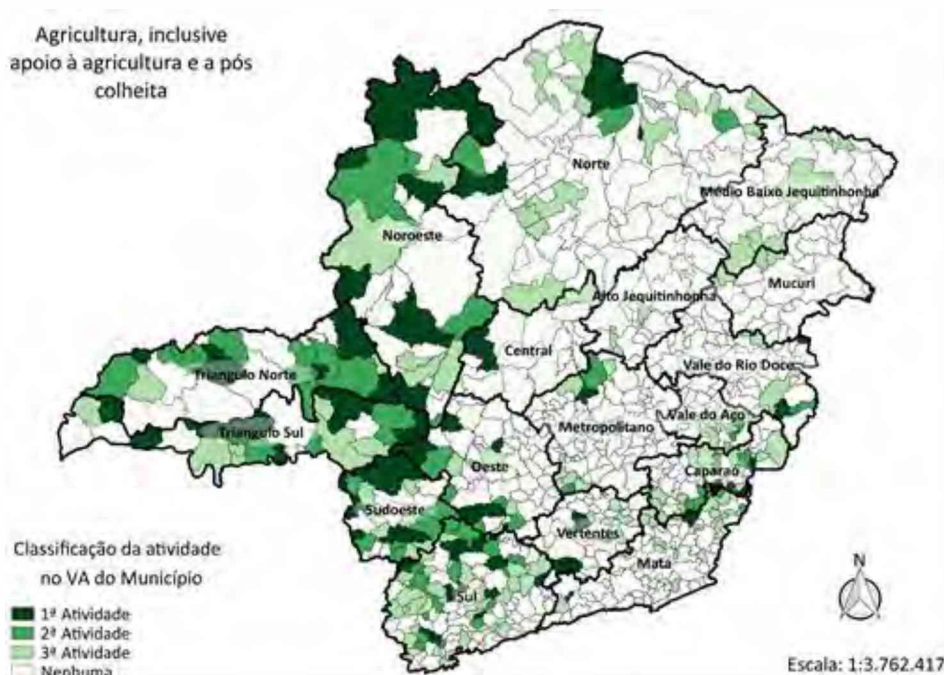 Agricultura, inclusive
apoio à agricultura e a pós
colheita
Norte
Médio Baixo Jequitinhonha
Noroeste
Mucuri
Alto Jequitinhonha
Central
Vale do Rio Doce
Triangulo Norte
Vale do Aço
Metropolitano
Triangulo Sul
Oeste
Caparaó
Sudoeste
Vertentes
Mata
Sul
Classificação da atividade
no VA do Município
1ª Atividade
2ª Atividade
3ª Atividade
Nenhuma
N
Escala: 1:3.762.417